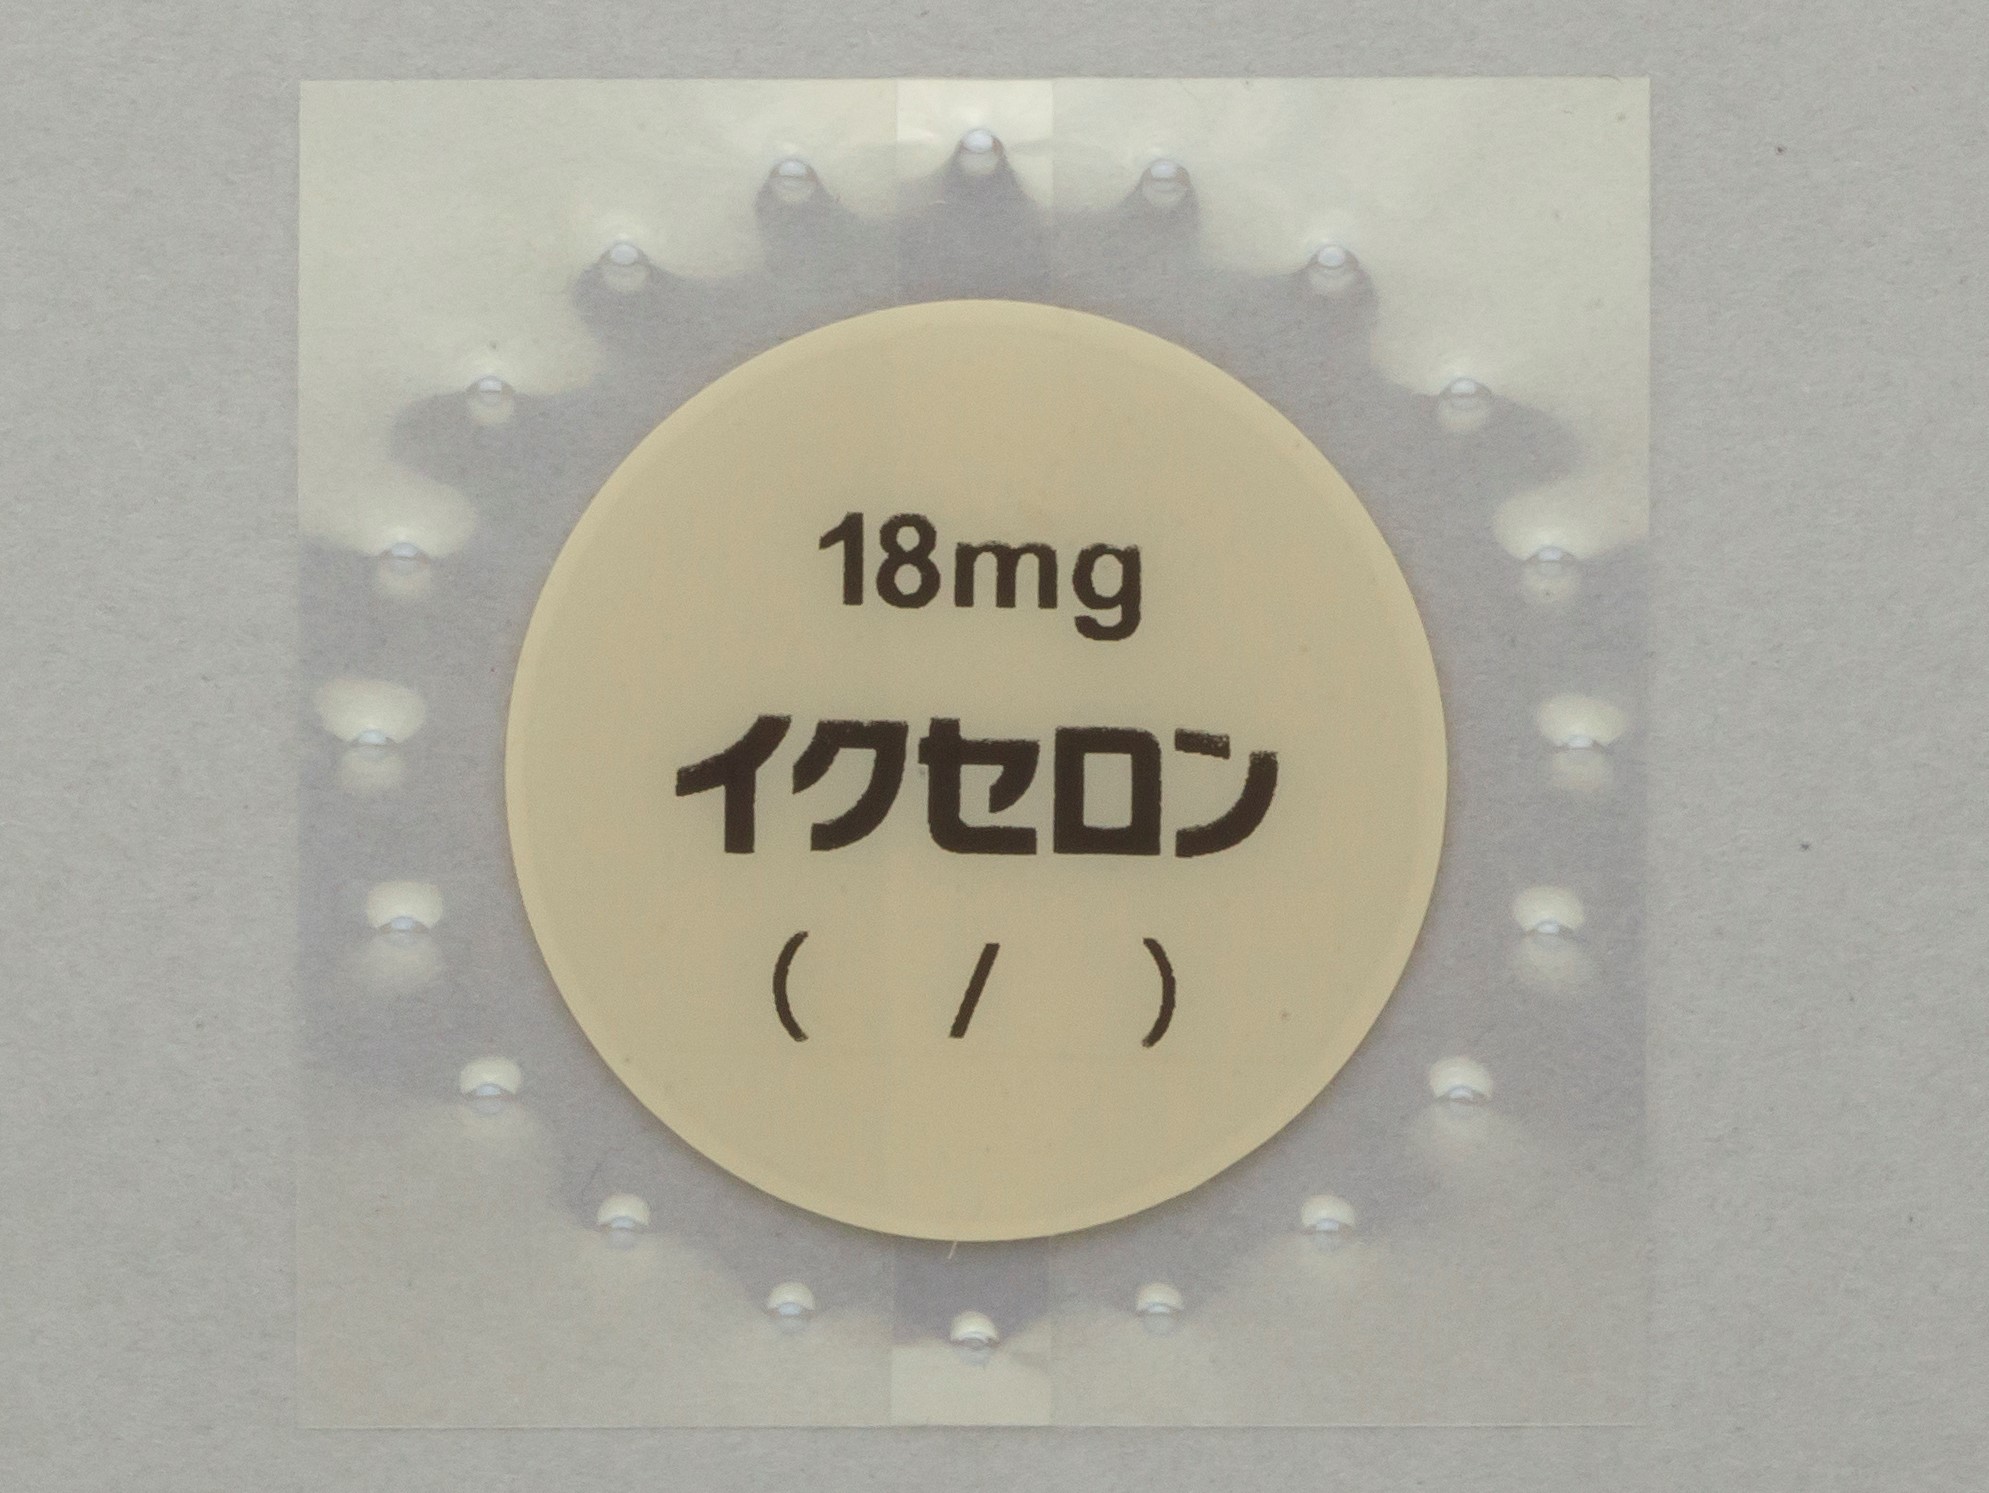 18mg
イクセロン
( / )